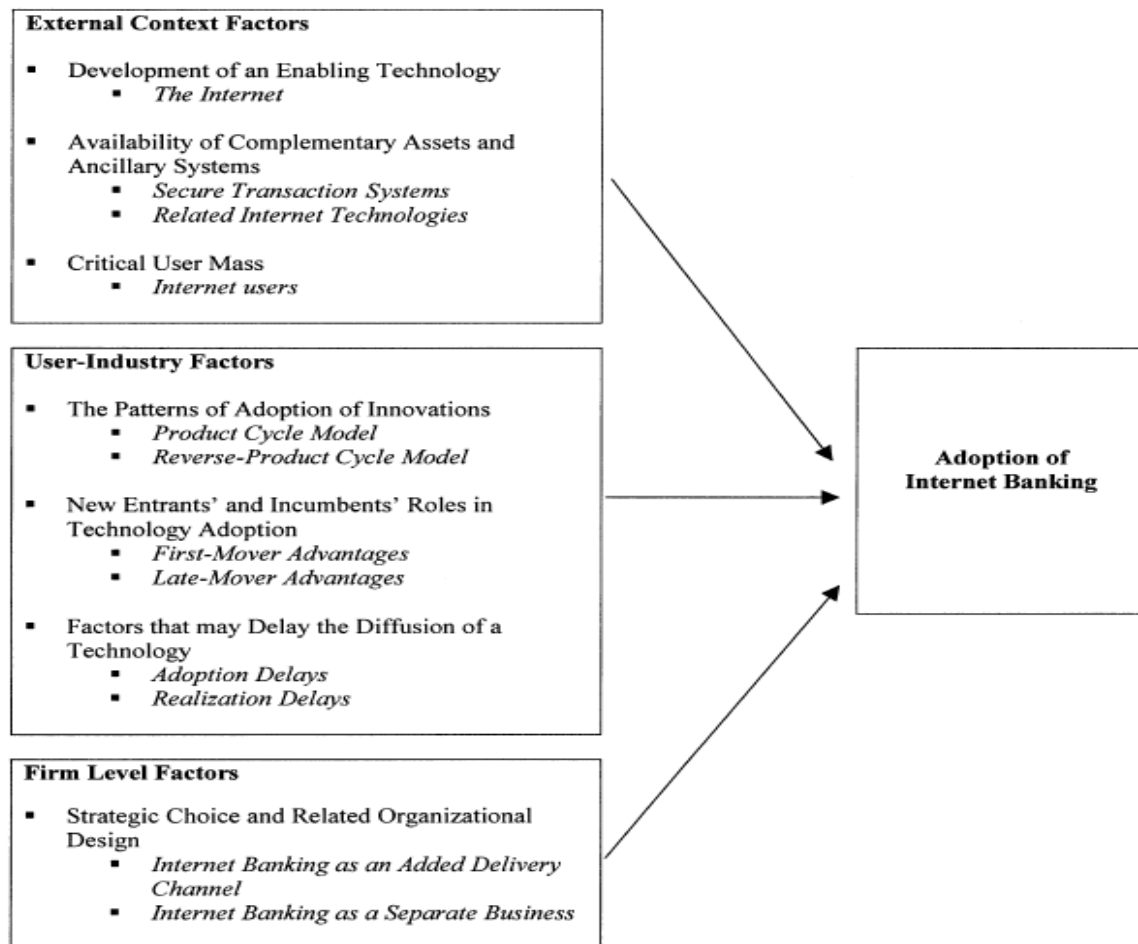 External Context Factors
▪ Development of an Enabling Technology
▪ The Internet
▪ Availability of Complementary Assets and
Ancillary Systems
▪ Secure Transaction Systems
▪ Related Internet Technologies
▪ Critical User Mass
▪ Internet users
User-Industry Factors
▪ The Patterns of Adoption of Innovations
▪ Product Cycle Model
▪ Reverse-Product Cycle Model
▪ New Entrants’ and Incumbents’ Roles in
Technology Adoption
▪ First-Mover Advantages
▪ Late-Mover Advantages
▪ Factors that may Delay the Diffusion of a
Technology
▪ Adoption Delays
▪ Realization Delays
Firm Level Factors
▪ Strategic Choice and Related Organizational
Design
▪ Internet Banking as an Added Delivery
Channel
▪ Internet Banking as a Separate Business
Adoption of
Internet Banking